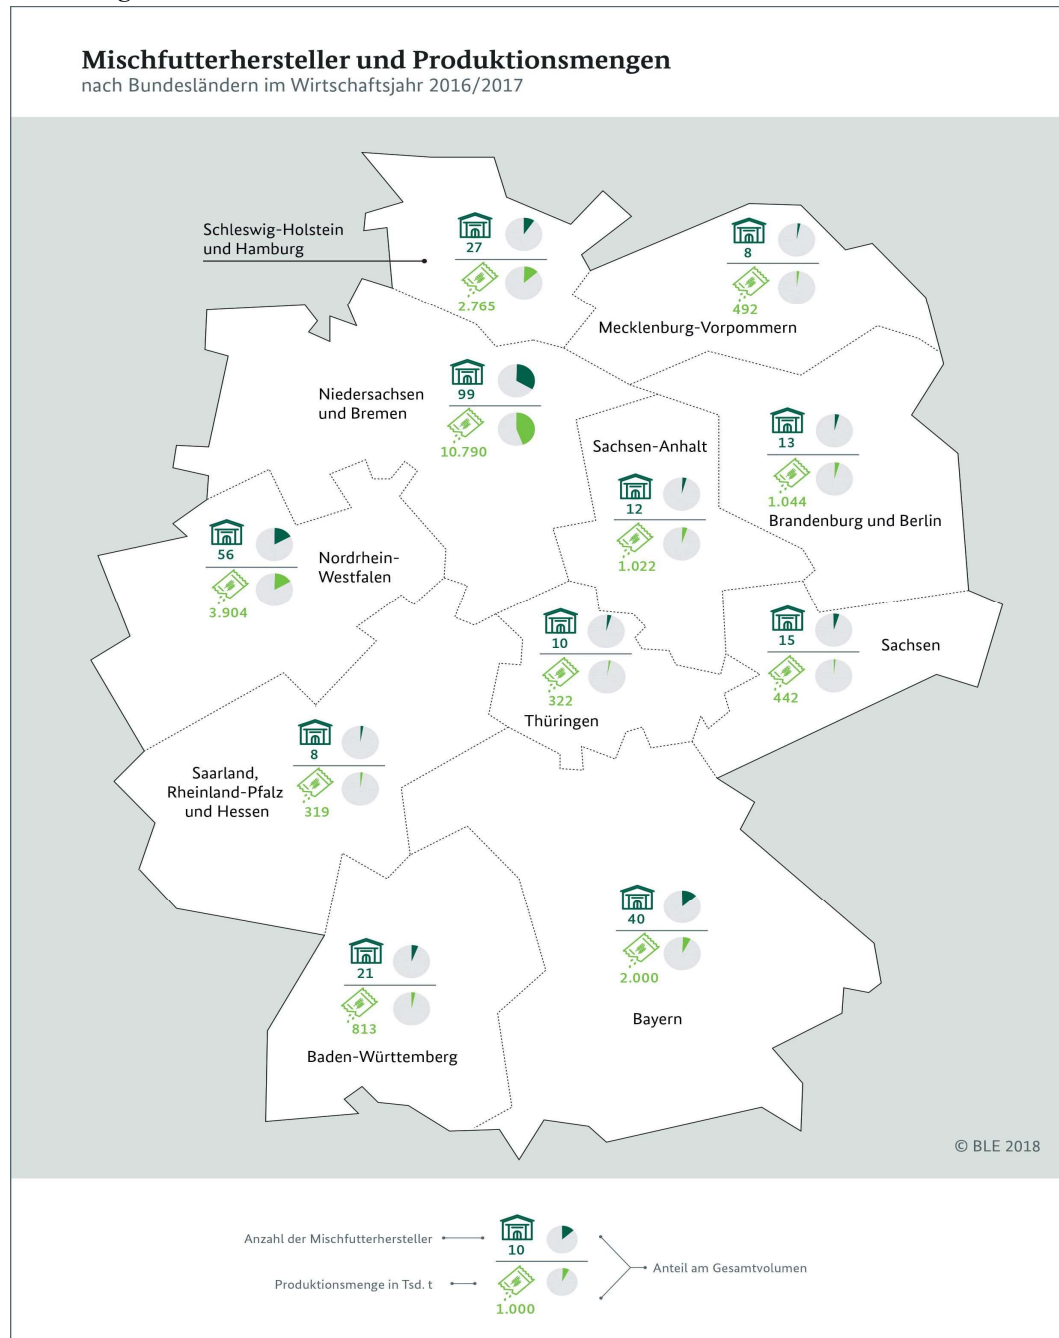 Mischfutterhersteller und Produktionsmengen
nach Bundesländern im Wirtschaftsjahr 2016/2017
Schleswig-Holstein
und Hamburg
27
2.765
8
492
Mecklenburg-Vorpommern
Niedersachsen
und Bremen
99
10.790
Sachsen-Anhalt
12
1.022
13
1.044
Brandenburg und Berlin
56
3.904
Nordrhein-
Westfalen
10
322
Thüringen
15
442
Sachsen
Saarland,
Rheinland-Pfalz
und Hessen
8
319
40
2.000
Bayern
21
813
Baden-Württemberg
© BLE 2018
Anzahl der Mischfutterhersteller
10
Produktionsmenge in Tsd. t
1.000
Anteil am Gesamtvolumen